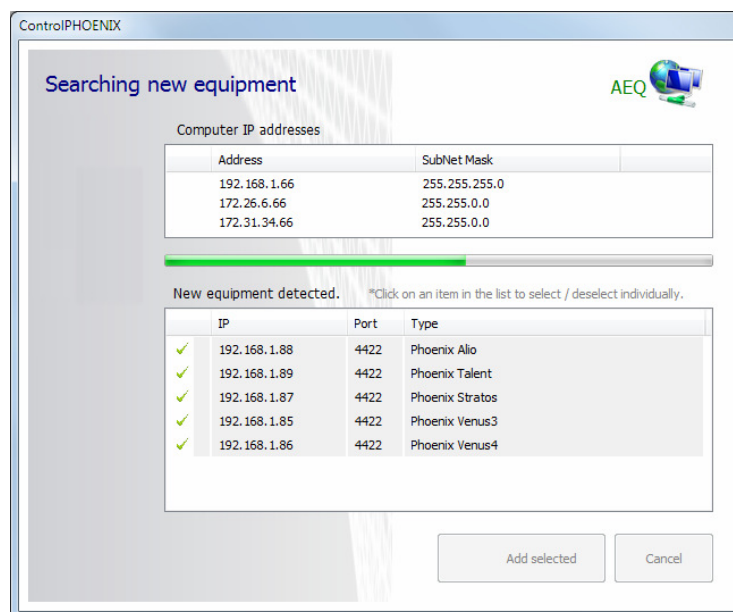 ControlPHOENIX
Searching new equipment
AEQ
Computer IP addresses
Address SubNet Mask
192.168.1.66 255.255.255.0
172.26.6.66 255.255.0.0
172.31.34.66 255.255.0.0
New equipment detected. *Click on an item in the list to select / deselect individually.
IP Port Type
192.168.1.88 4422 Phoenix Alio
192.168.1.89 4422 Phoenix Talent
192.168.1.87 4422 Phoenix Stratos
192.168.1.85 4422 Phoenix Venus3
192.168.1.86 4422 Phoenix Venus4
Add selected Cancel